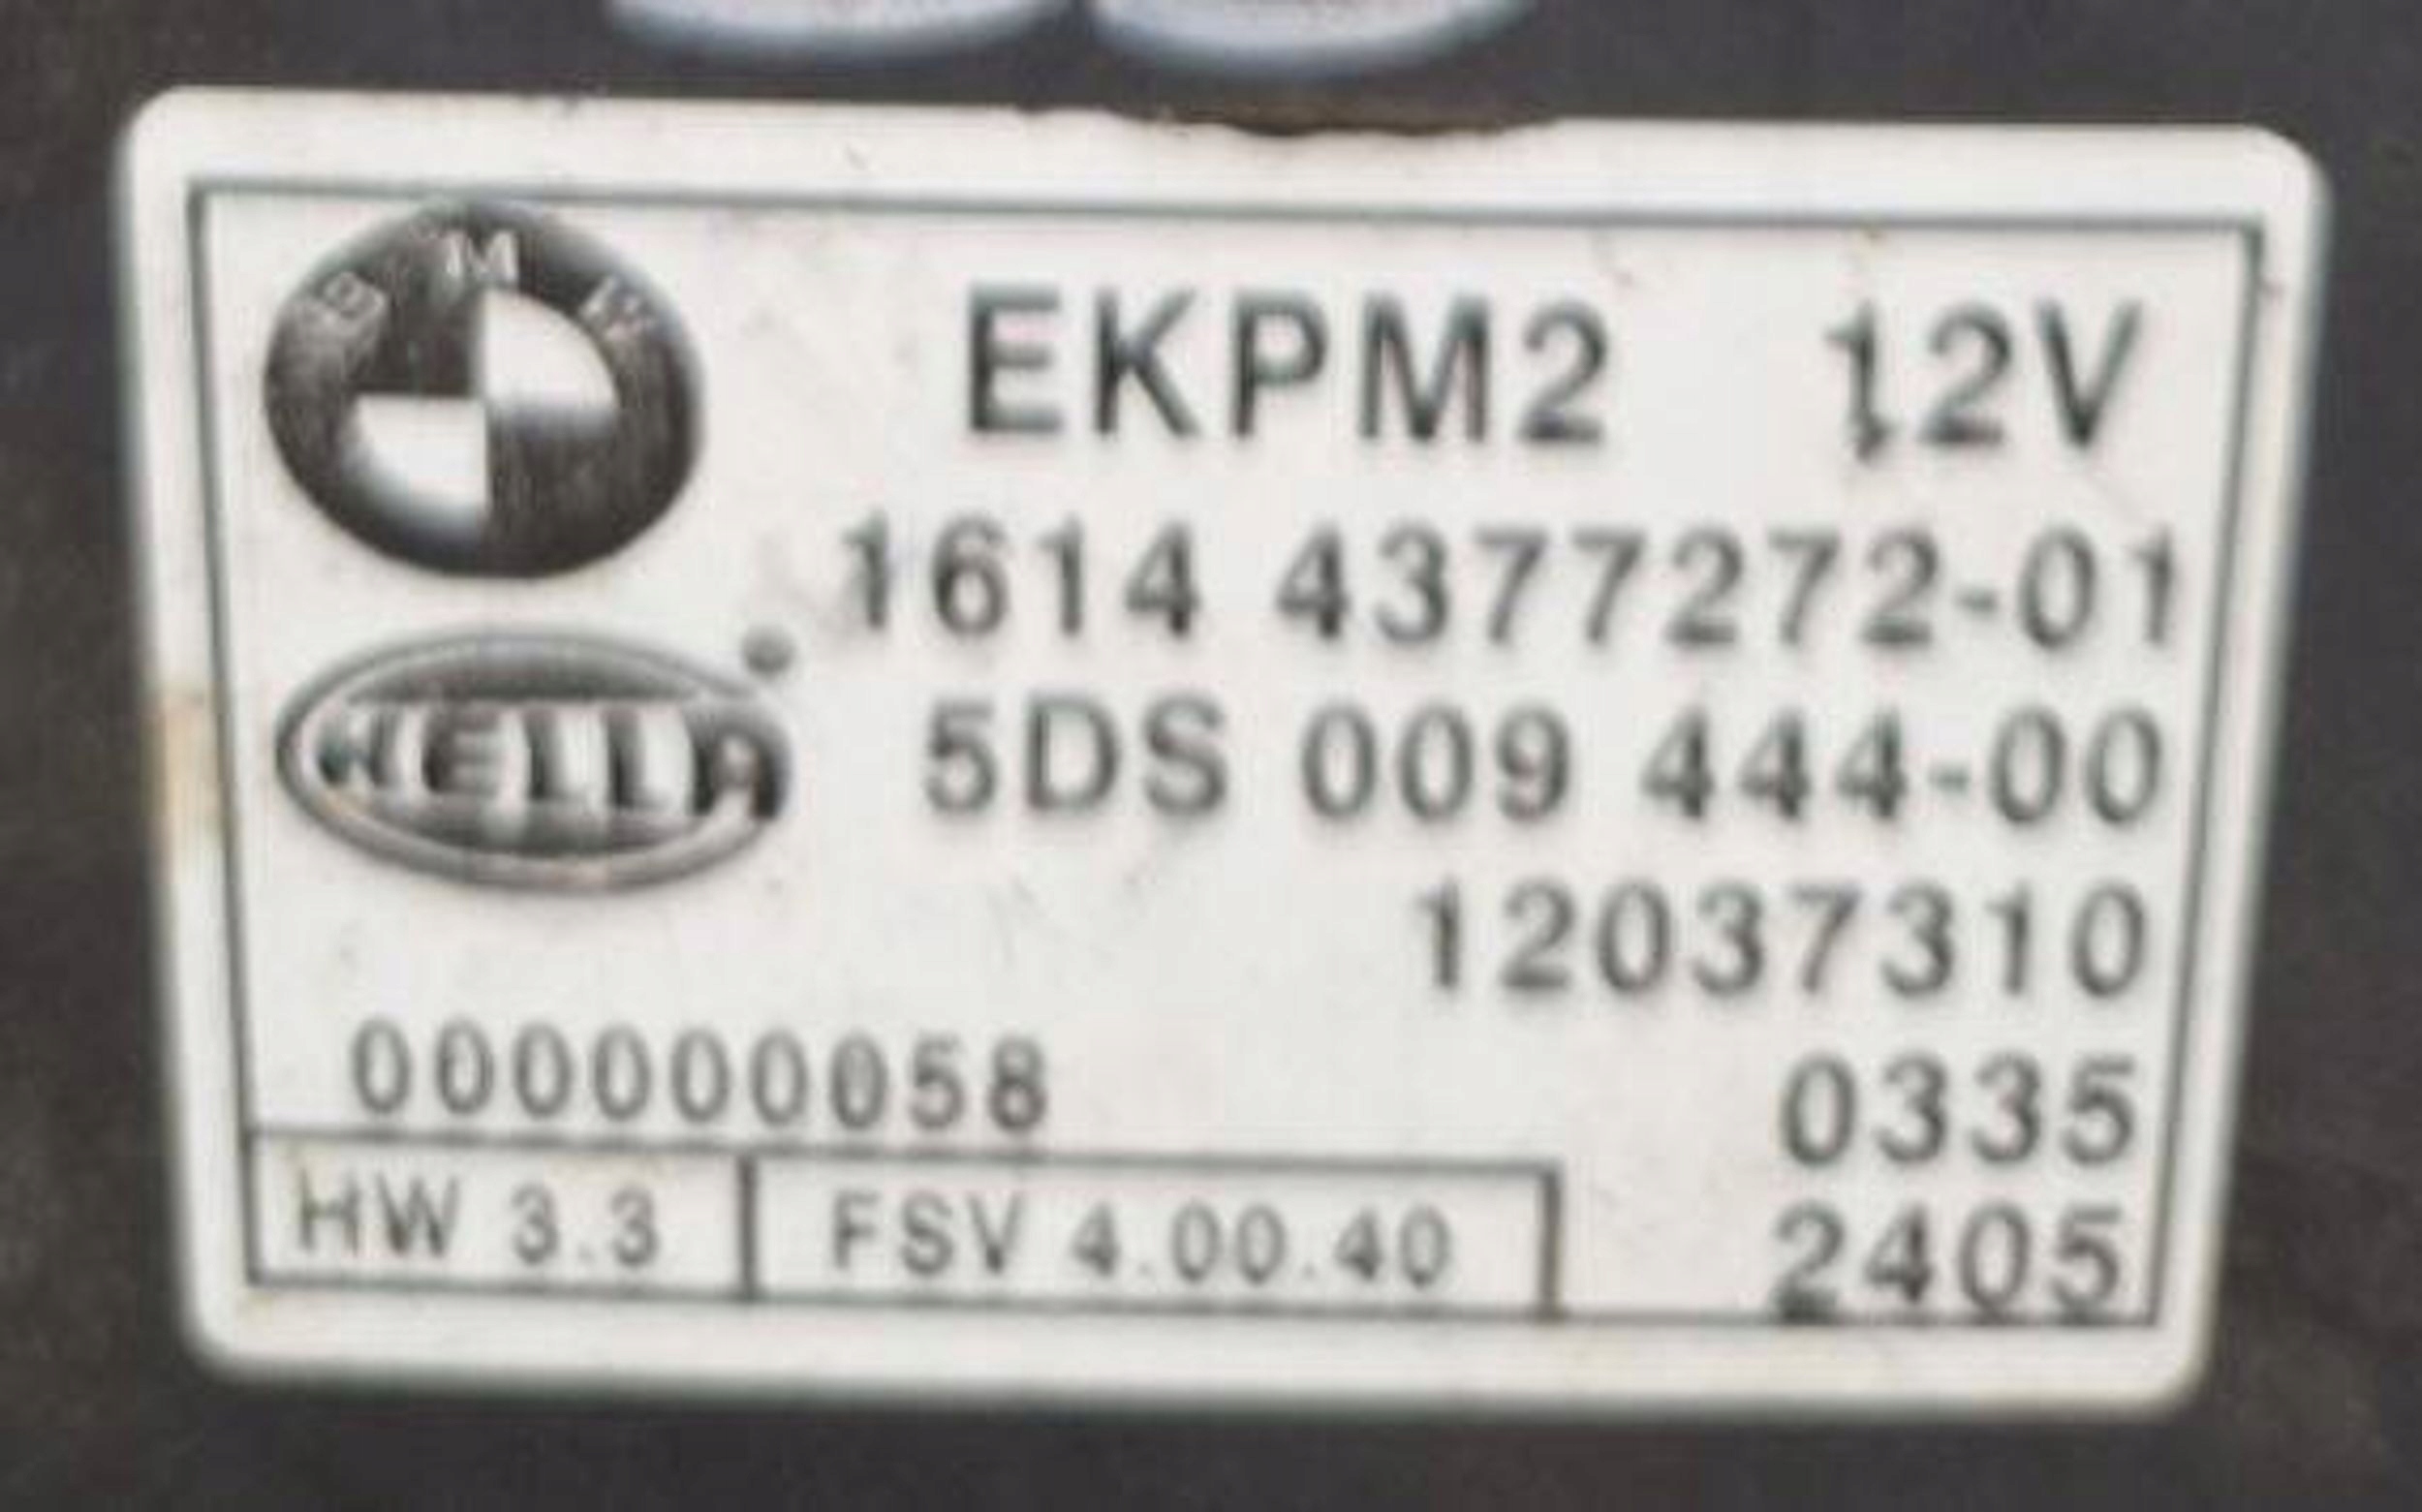 BMW
EKPM2 12V
1614 4377272-01
HELLA
5DS 009 444-00
12037310
000000058
0335
HW 3.3
FSV 4.00.40
2405